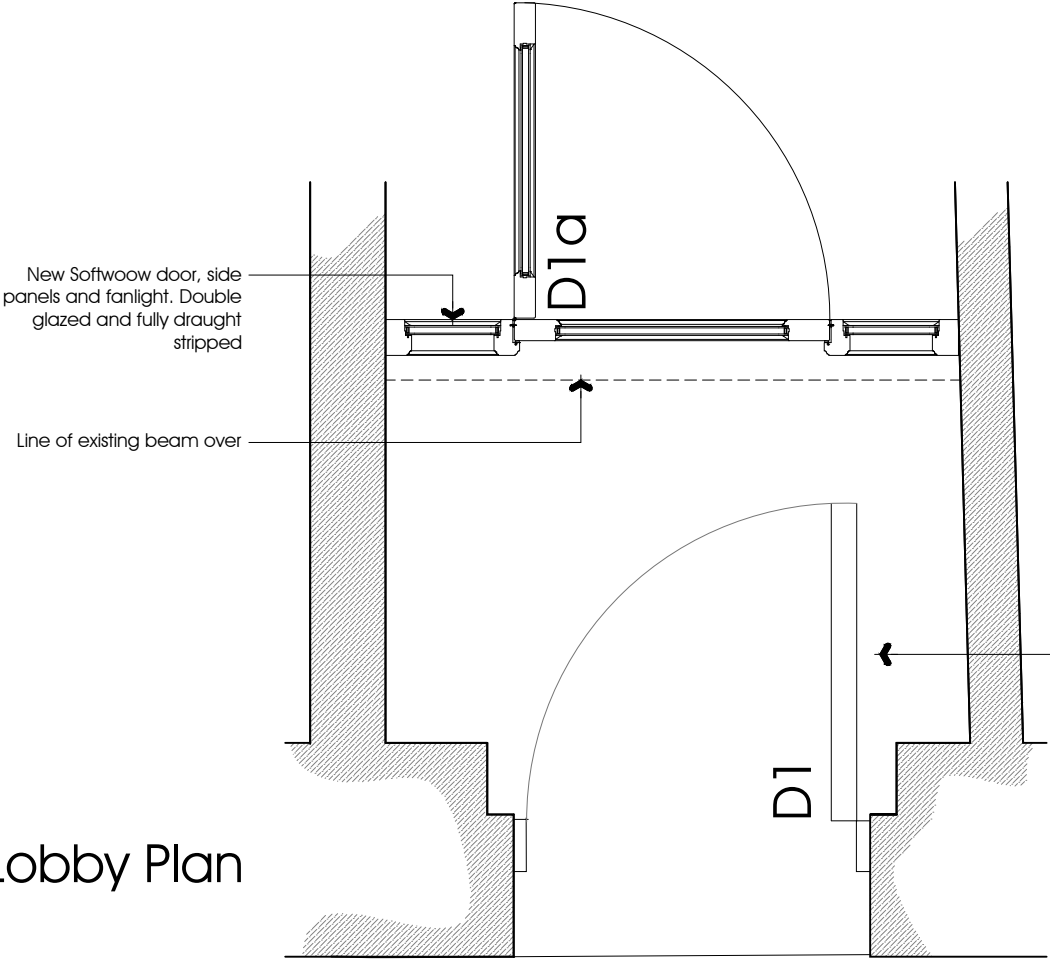 D1a
New Softwoow door, side
panels and fanlight. Double
glazed and fully draught
stripped
Line of existing beam over
D1
Lobby Plan